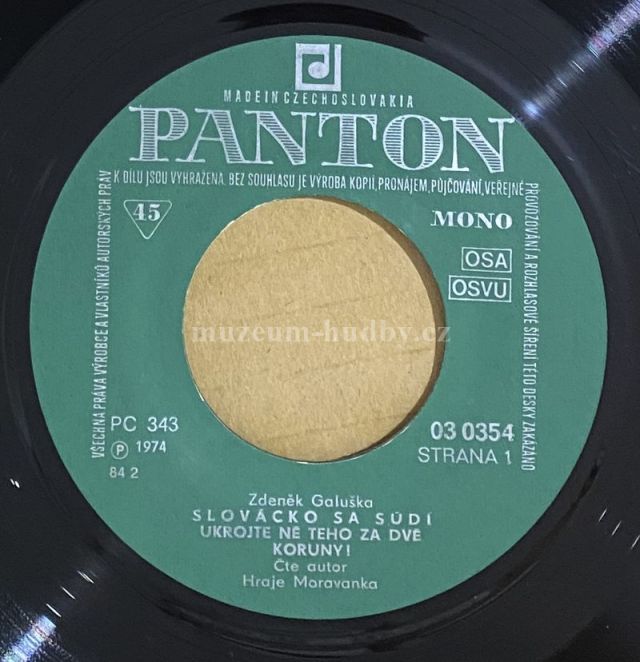 MADE IN CZECHOSLOVAKIA
PANTON
VŠECHNA PRÁVA VÝROBCE A VLASTNÍKŮ AUTORSKÝCH PRÁV
K DÍLU JSOU VYHRAZENA. BEZ SOUHLASU JE VÝROBA KOPIÍ, PRONÁJEM, PŮJČOVÁNÍ, VEŘEJNÉ
PROVOZOVÁNÍ A ROZHLASOVÉ ŠÍŘENÍ TÉTO DESKY ZAKÁZÁNO
45
MONO
OSA
OSVU
muzeum-hudby.cz
PC 343
03 0354
Ⓟ 1974
STRANA 1
84 2
Zdeněk Galuška
SLOVÁCKO SA SÚDÍ
UKROJTE NĚ TEHO ZA DVĚ
KORUNY!
Čte autor
Hraje Moravanka